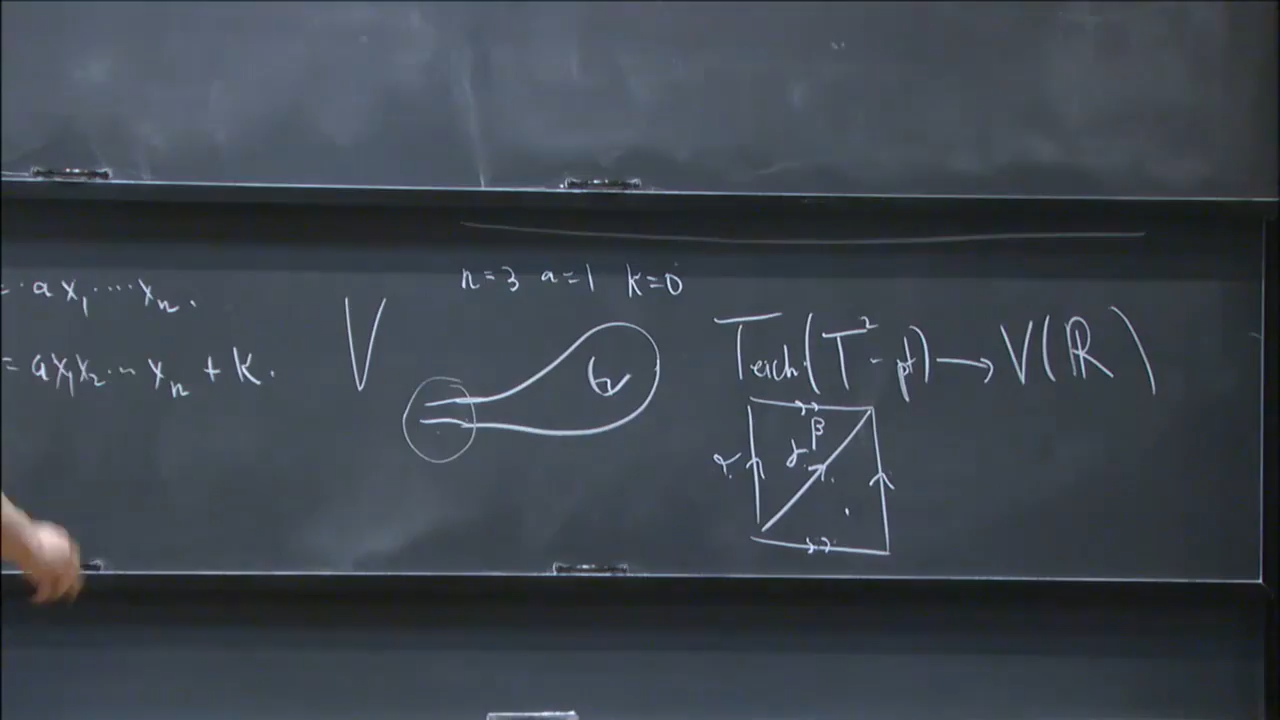 = a x₁ ⋯ xₙ .
= a x₁ x₂ ⋯ xₙ + k .
V
n = 3 a = 1 k = 0
Teich. (T² - pt) → V(ℝ)
β
α γ